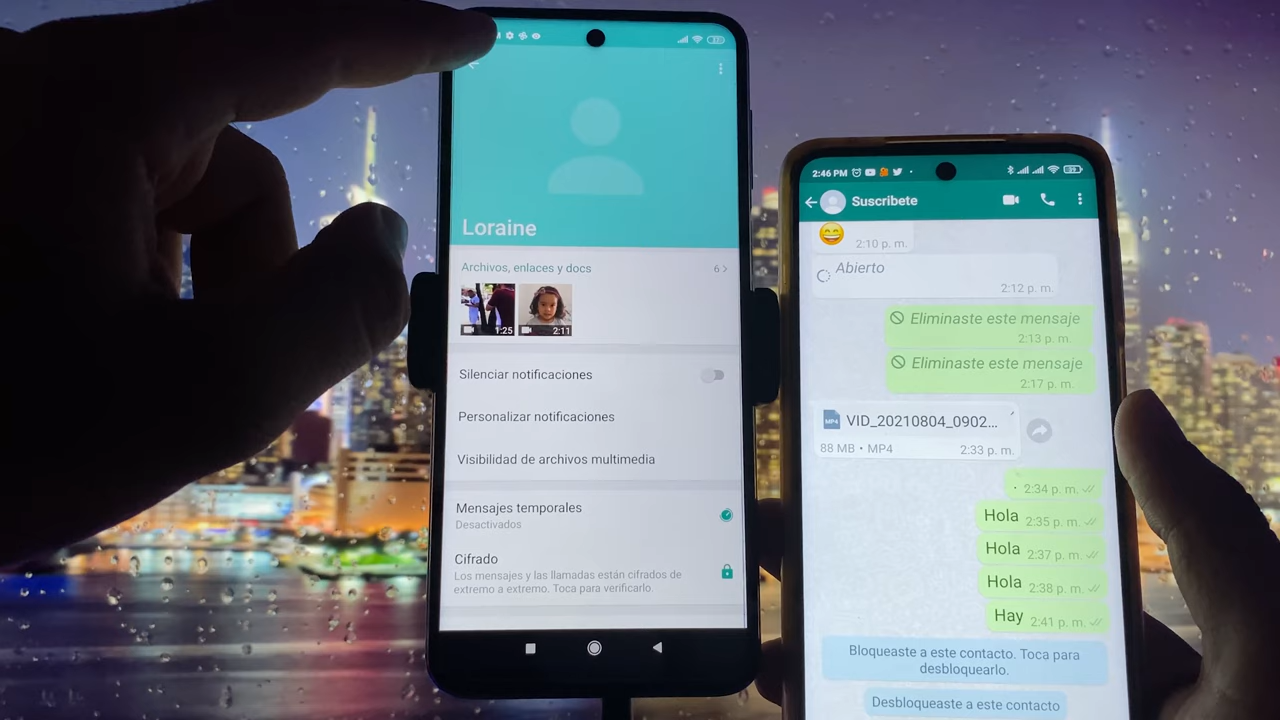 Loraine
Archivos, enlaces y docs
6
1:25
2:11
Silenciar notificaciones
Personalizar notificaciones
Visibilidad de archivos multimedia
Mensajes temporales
Desactivados
Cifrado
Los mensajes y las llamadas están cifrados de
extremo a extremo. Toca para verificarlo.
2:46 PM
Suscribete
2:10 p. m.
Abierto
2:12 p. m.
Eliminaste este mensaje
2:13 p. m.
Eliminaste este mensaje
2:17 p. m.
MP4
VID_20210804_0902...
88 MB • MP4
2:33 p. m.
. 2:34 p. m.
Hola 2:35 p. m.
Hola 2:37 p. m.
Hola 2:38 p. m.
Hay 2:41 p. m.
Bloqueaste a este contacto. Toca para
desbloquearlo.
Desbloqueaste a este contacto